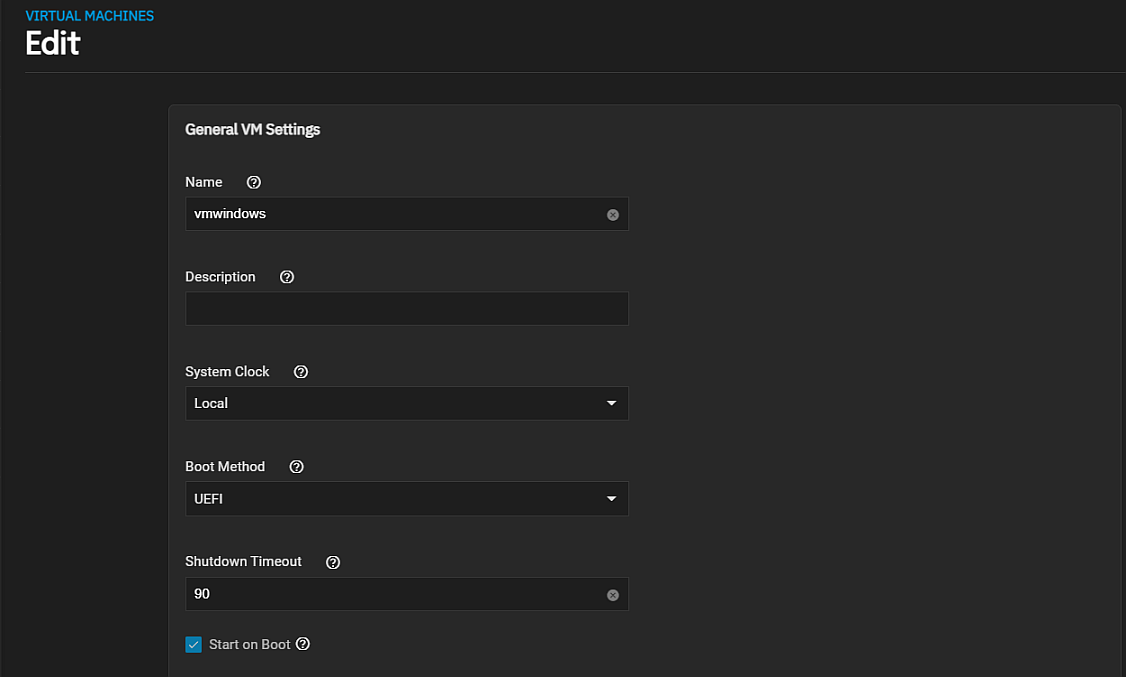 VIRTUAL MACHINES
Edit
General VM Settings
Name
vmwindows
Description
System Clock
Local
Boot Method
UEFI
Shutdown Timeout
90
Start on Boot